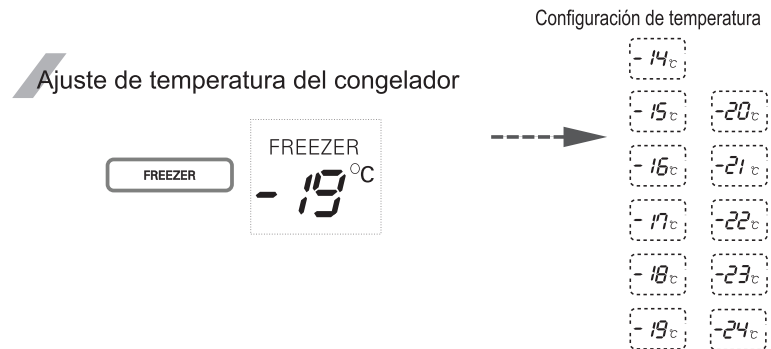 Configuración de temperatura
Ajuste de temperatura del congelador
FREEZER
FREEZER
-19 °C
-14°C
-15°C -20°C
-16°C -21°C
-17°C -22°C
-18°C -23°C
-19°C -24°C